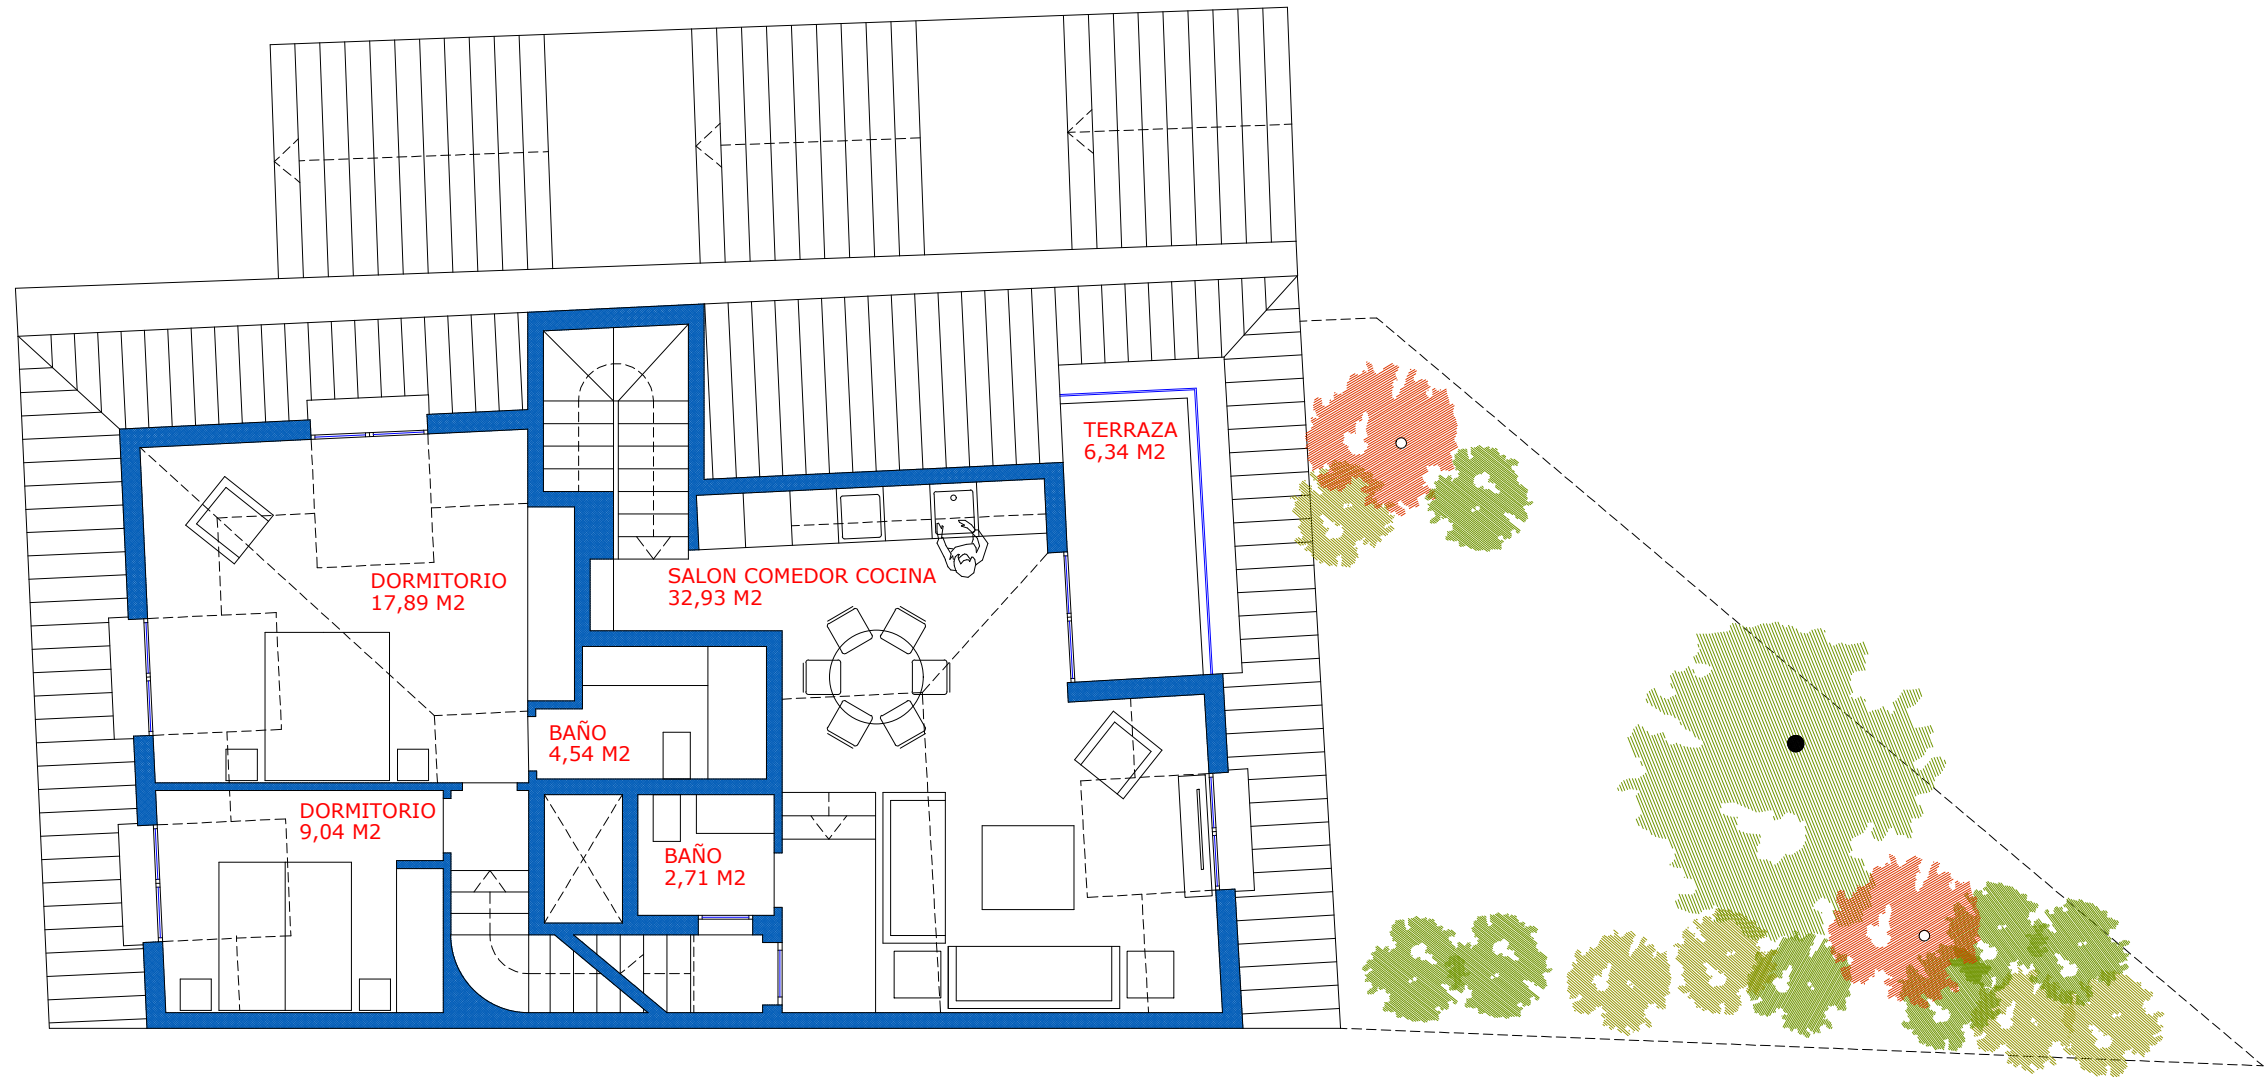 TERRAZA
6,34 M2
DORMITORIO
17,89 M2
SALON COMEDOR COCINA
32,93 M2
BAÑO
4,54 M2
DORMITORIO
9,04 M2
BAÑO
2,71 M2